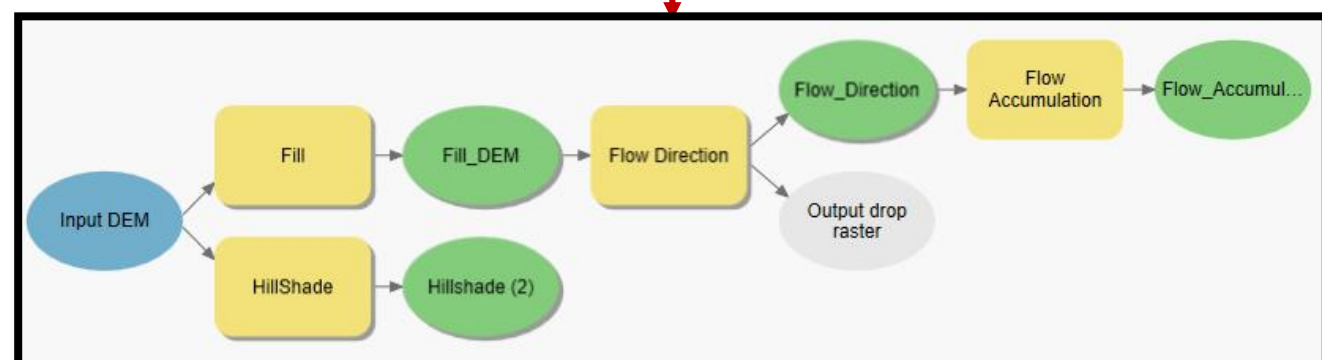 Flow_Direction
Flow
Accumulation
Flow_Accumul...
Fill
Fill_DEM
Flow Direction
Input DEM
Output drop
raster
HillShade
Hillshade (2)